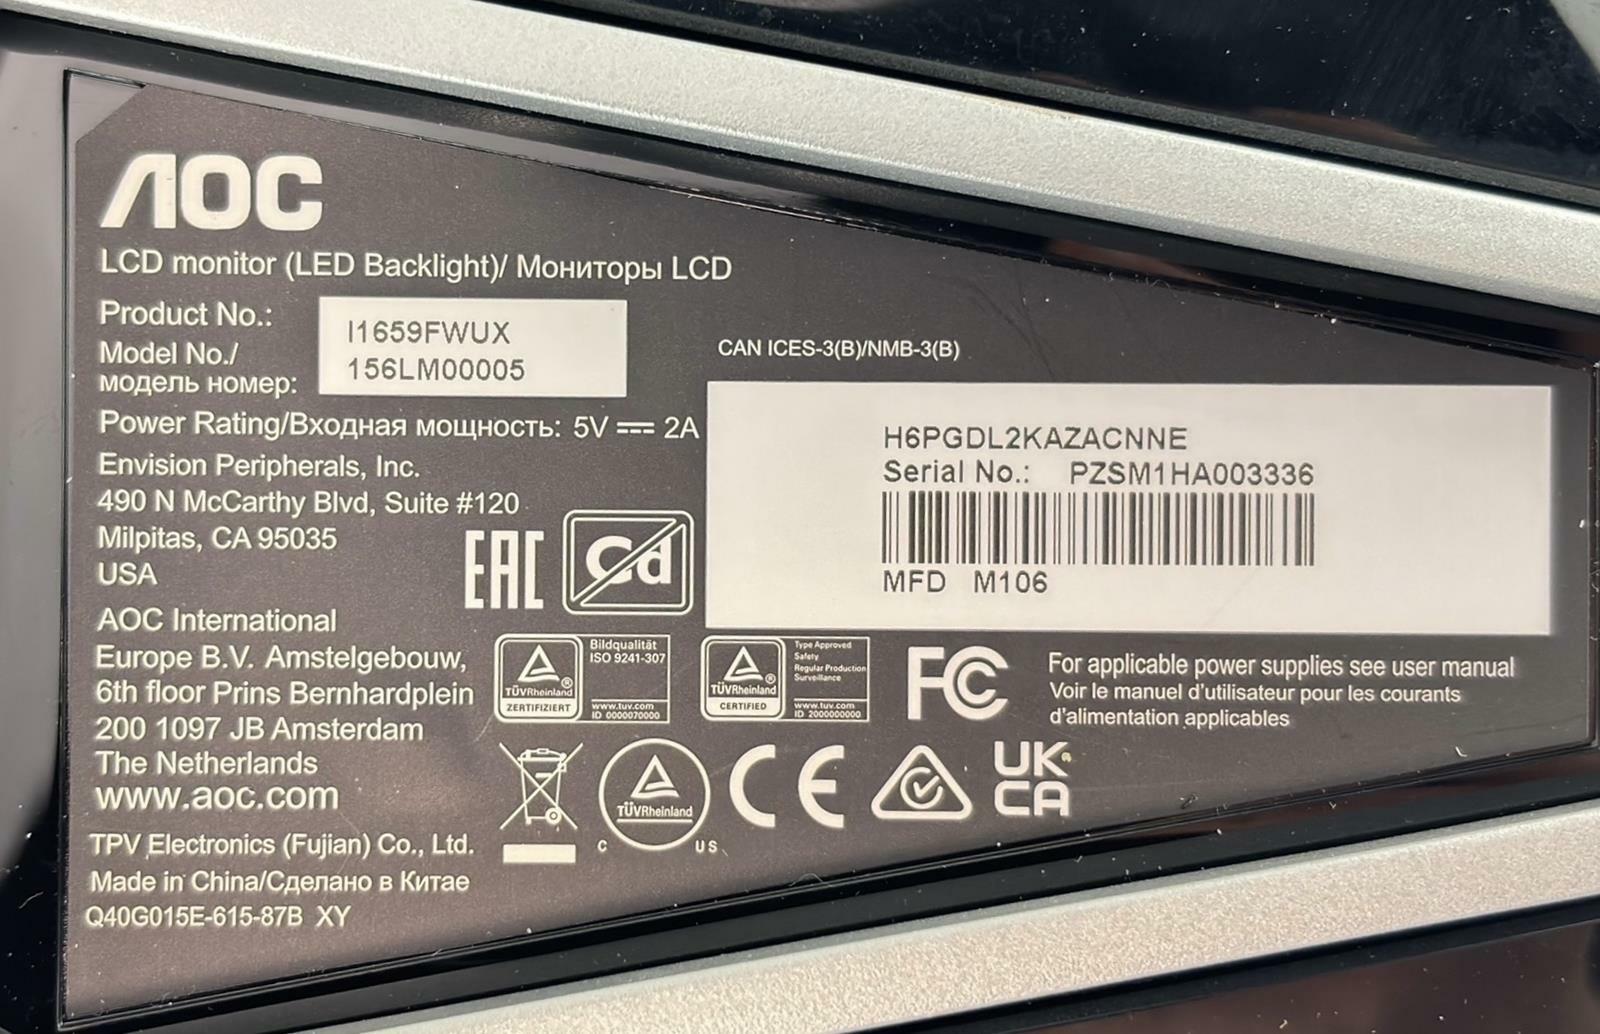 AOC
LCD monitor (LED Backlight)/ Мониторы LCD
Product No.:
I1659FWUX
Model No./
модель номер:
156LM00005
Power Rating/Входная мощность: 5V ⎓ 2A
Envision Peripherals, Inc.
490 N McCarthy Blvd, Suite #120
Milpitas, CA 95035
USA
AOC International
Europe B.V. Amstelgebouw,
6th floor Prins Bernhardplein
200 1097 JB Amsterdam
The Netherlands
www.aoc.com
TPV Electronics (Fujian) Co., Ltd.
Made in China/Сделано в Китае
Q40G015E-615-87B XY
CAN ICES-3(B)/NMB-3(B)
H6PGDL2KAZACNNE
Serial No.: PZSM1HA003336
MFD M106
EAC
Cd
TÜVRheinland®
ZERTIFIZIERT
Bildqualität
ISO 9241-307
www.tuv.com
ID 0000070000
TÜVRheinland®
CERTIFIED
Type Approved
Safety
Regular Production
Surveillance
www.tuv.com
ID 2000000000
FC
For applicable power supplies see user manual
Voir le manuel d'utilisateur pour les courants
d'alimentation applicables
TÜVRheinland
C US
CE
UK
CA